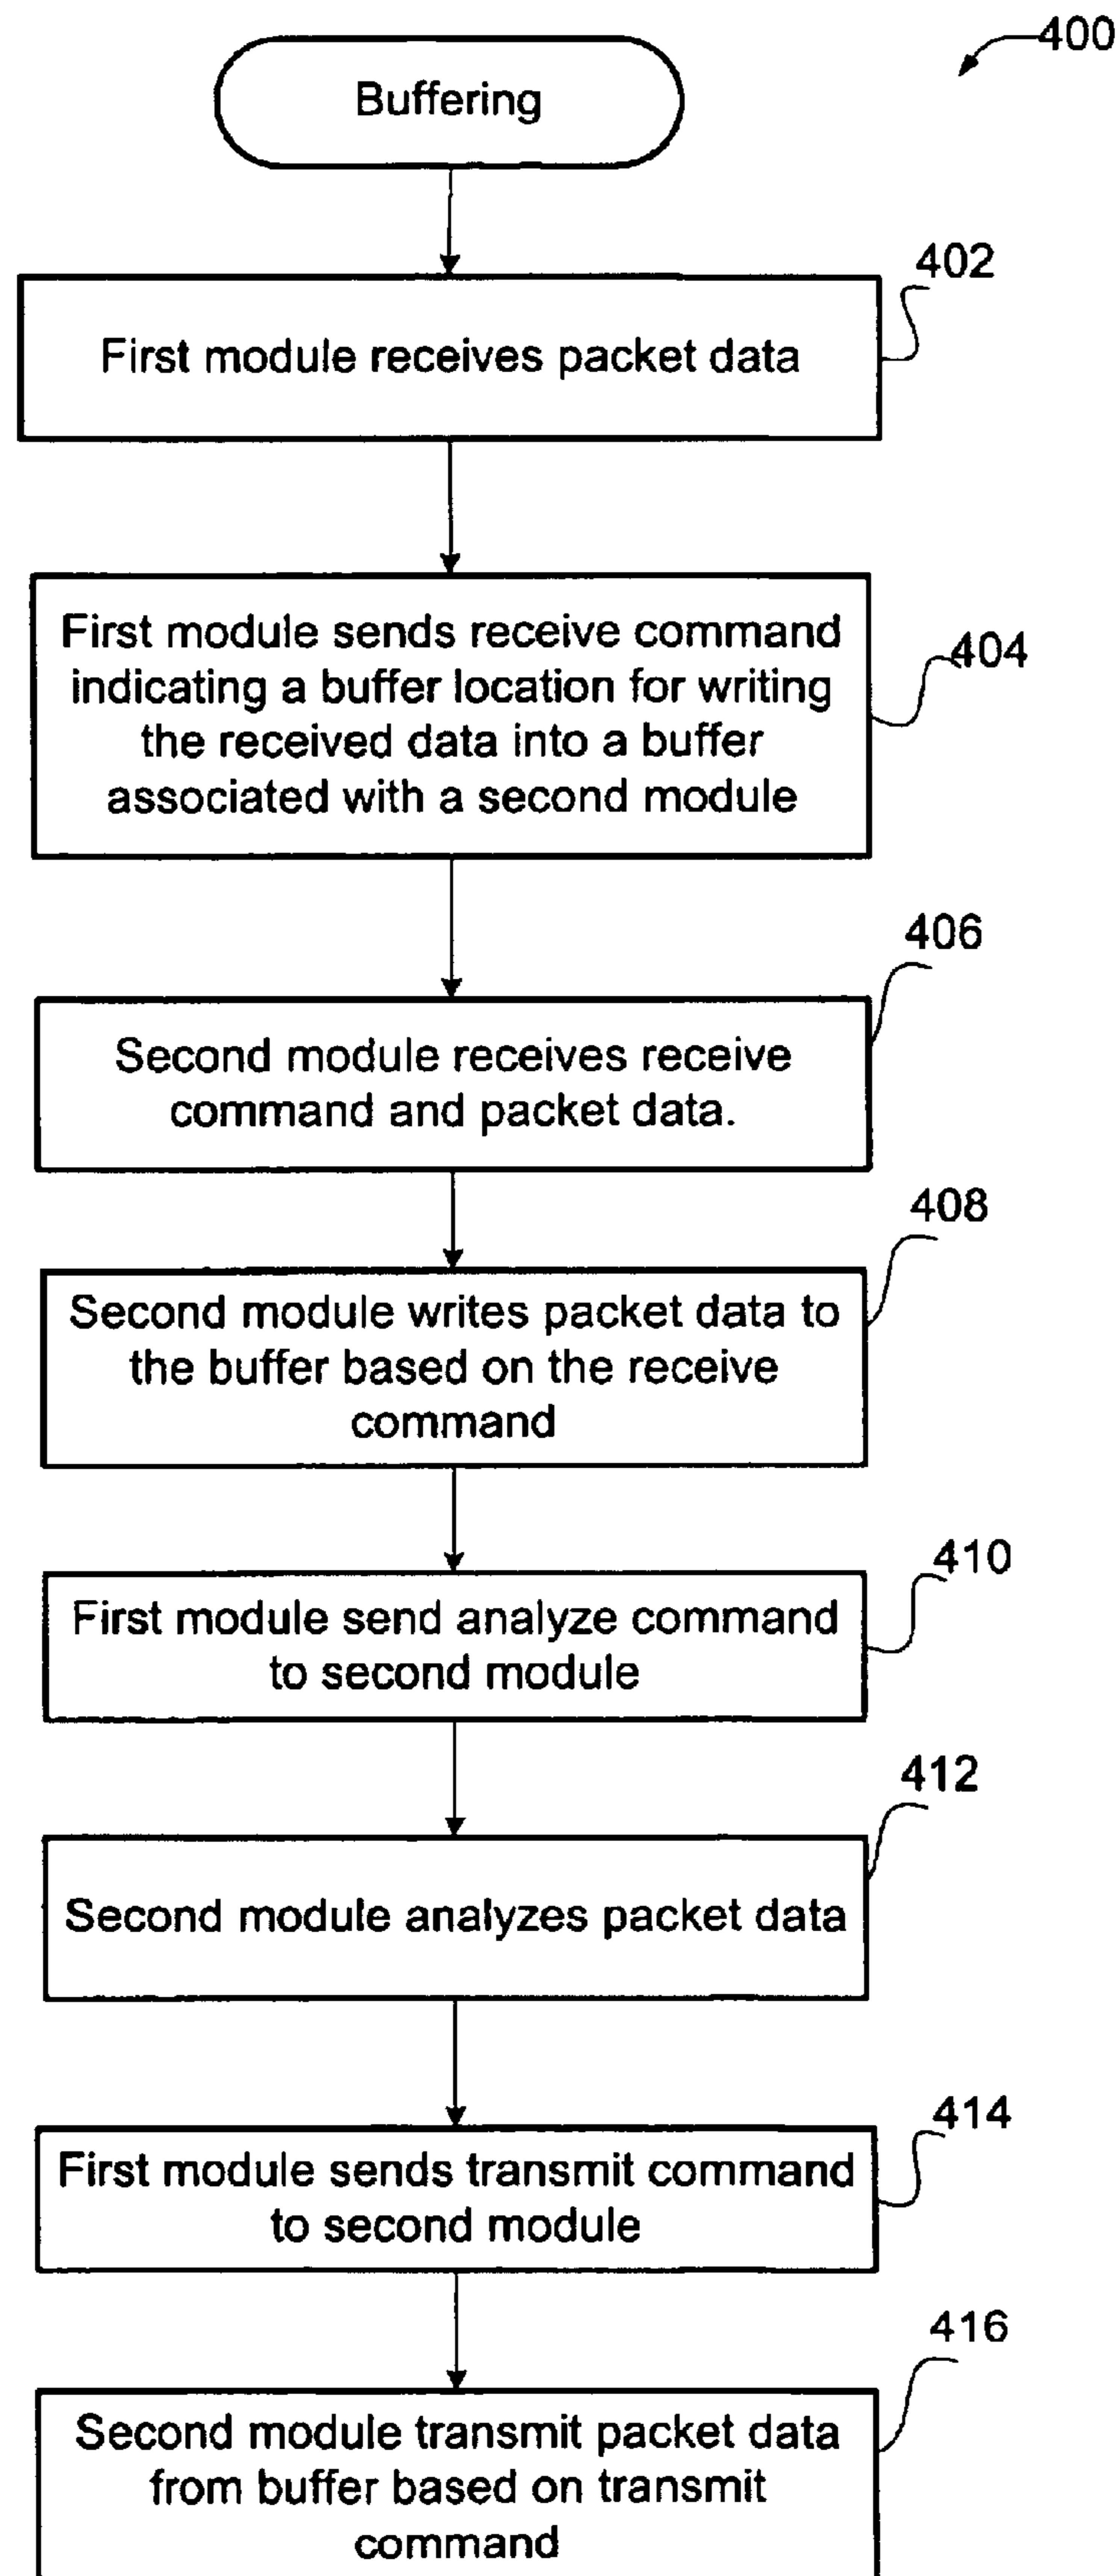 400
Buffering
402
First module receives packet data
First module sends receive command
indicating a buffer location for writing
the received data into a buffer
associated with a second module
404
406
Second module receives receive
command and packet data.
408
Second module writes packet data to
the buffer based on the receive
command
410
First module send analyze command
to second module
412
Second module analyzes packet data
414
First module sends transmit command
to second module
416
Second module transmit packet data
from buffer based on transmit
command